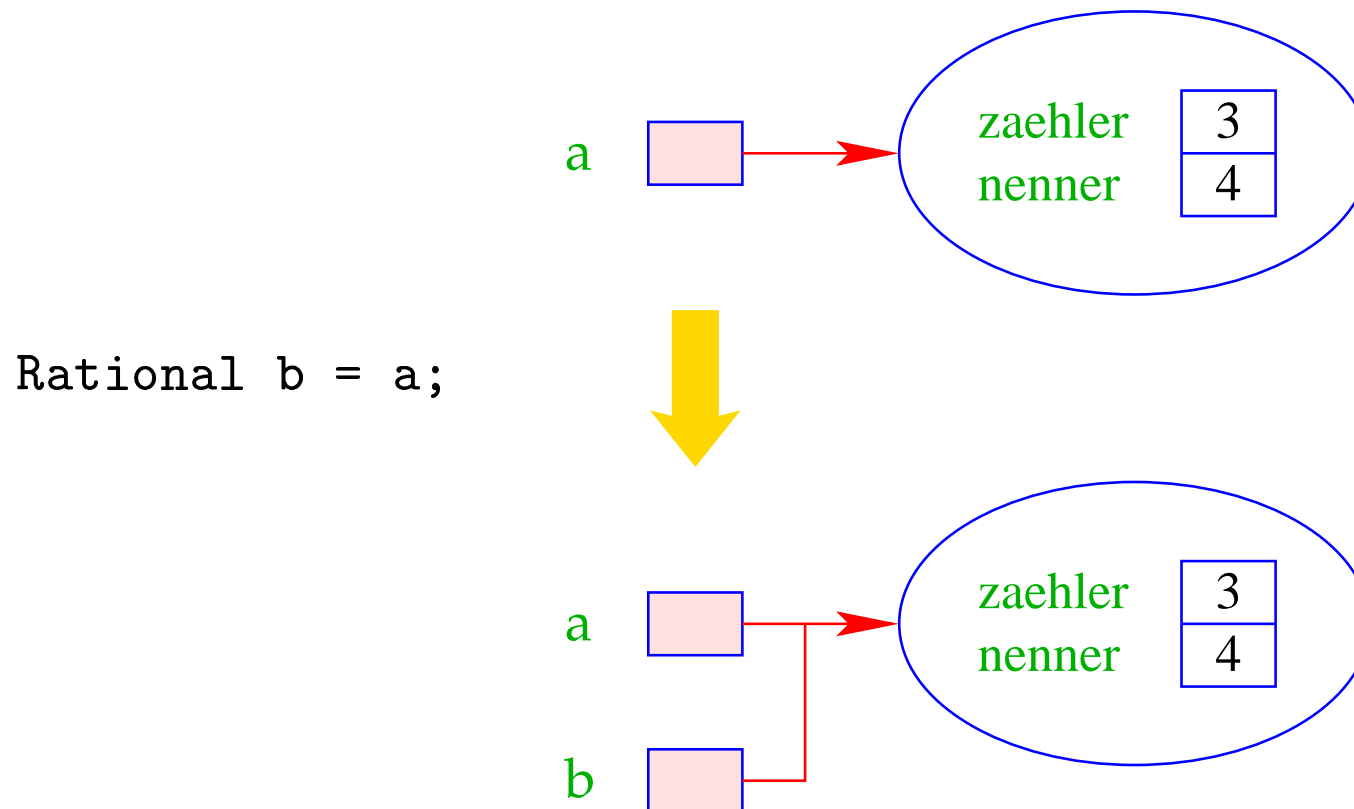 a
zaehler 3
nenner 4
Rational b = a;
a
zaehler 3
nenner 4
b